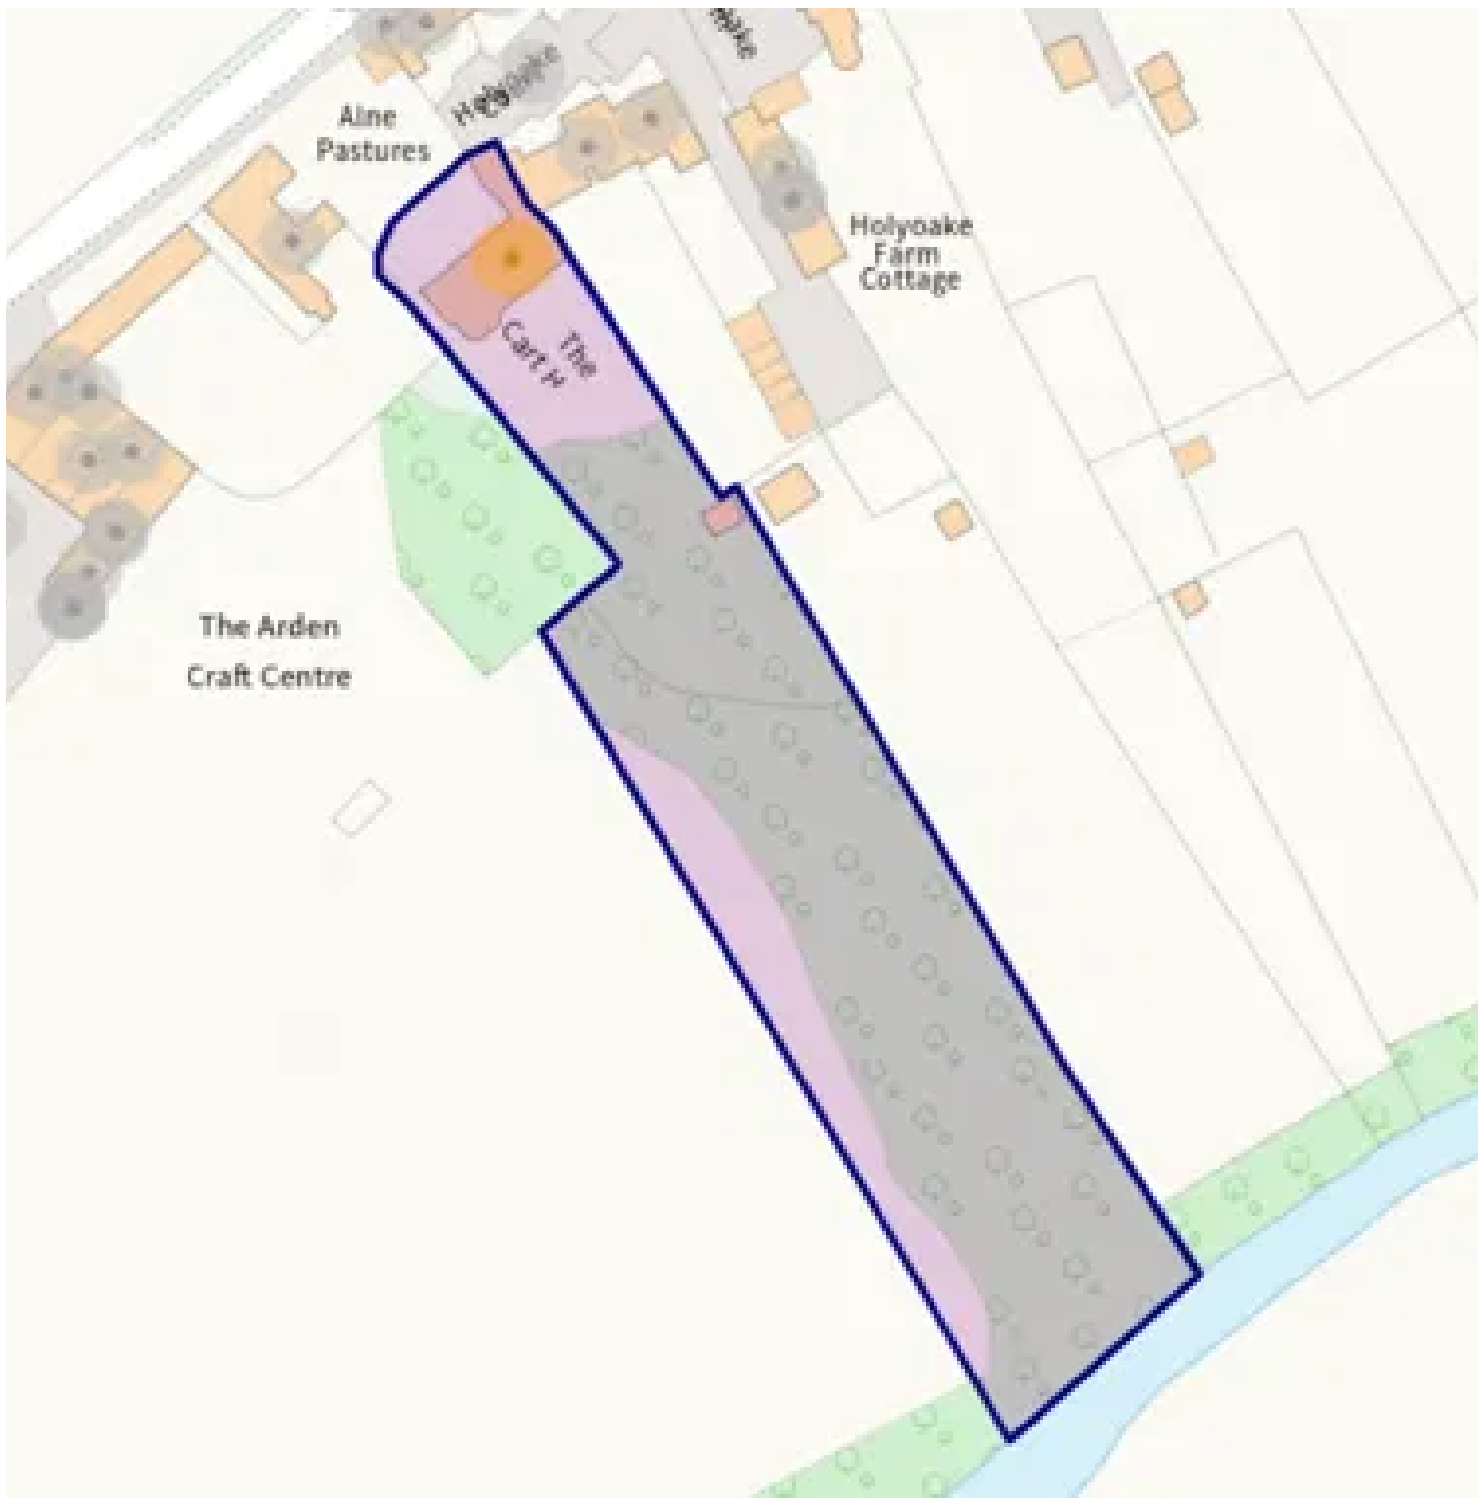 Alne
Pastures
Holyoake
Farm
Cottage
The
Cart H
The Arden
Craft Centre